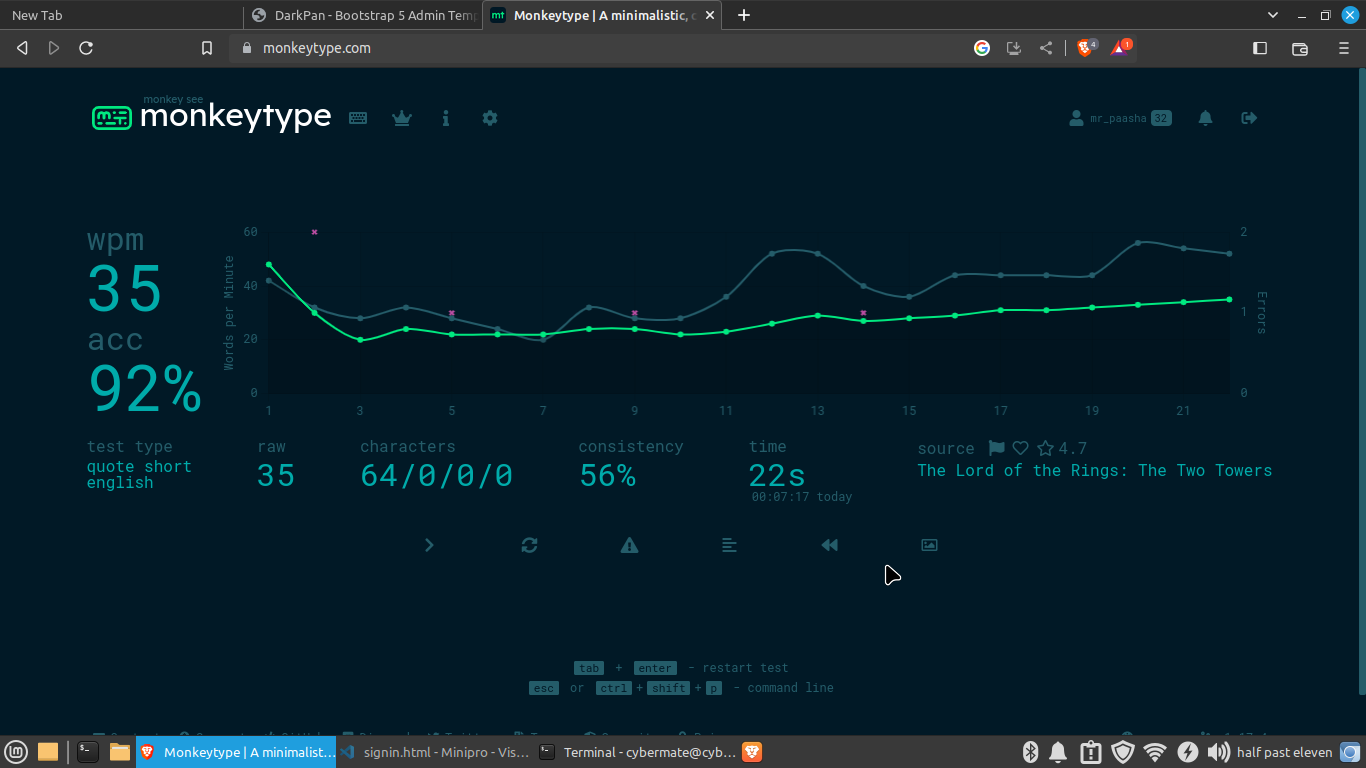 New Tab
DarkPan - Bootstrap 5 Admin Tem
Monkeytype | A minimalistic, c
monkeytype.com
4
1
monkey see
monkeytype
mr_paasha 32
wpm
35
acc
92%
60
40
20
0
Words per Minute
2
1
0
Errors
1 3 5 7 9 11 13 15 17 19 21
test type
quote short
english
raw
35
characters
64/0/0/0
consistency
56%
time
22s
00:07:17 today
source 4.7
The Lord of the Rings: The Two Towers
tab + enter - restart test
esc or ctrl + shift + p - command line
Monkeytype | A minimalist...
signin.html - Minipro - Vis...
Terminal - cybermate@cyb...
half past eleven